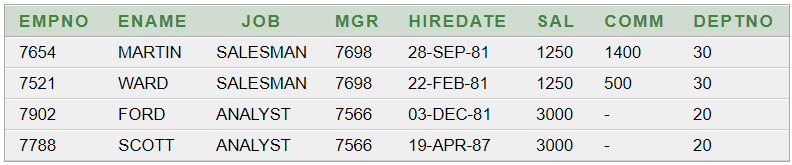 EMPNO ENAME JOB MGR HIREDATE SAL COMM DEPTNO
7654 MARTIN SALESMAN 7698 28-SEP-81 1250 1400 30
7521 WARD SALESMAN 7698 22-FEB-81 1250 500 30
7902 FORD ANALYST 7566 03-DEC-81 3000 - 20
7788 SCOTT ANALYST 7566 19-APR-87 3000 - 20